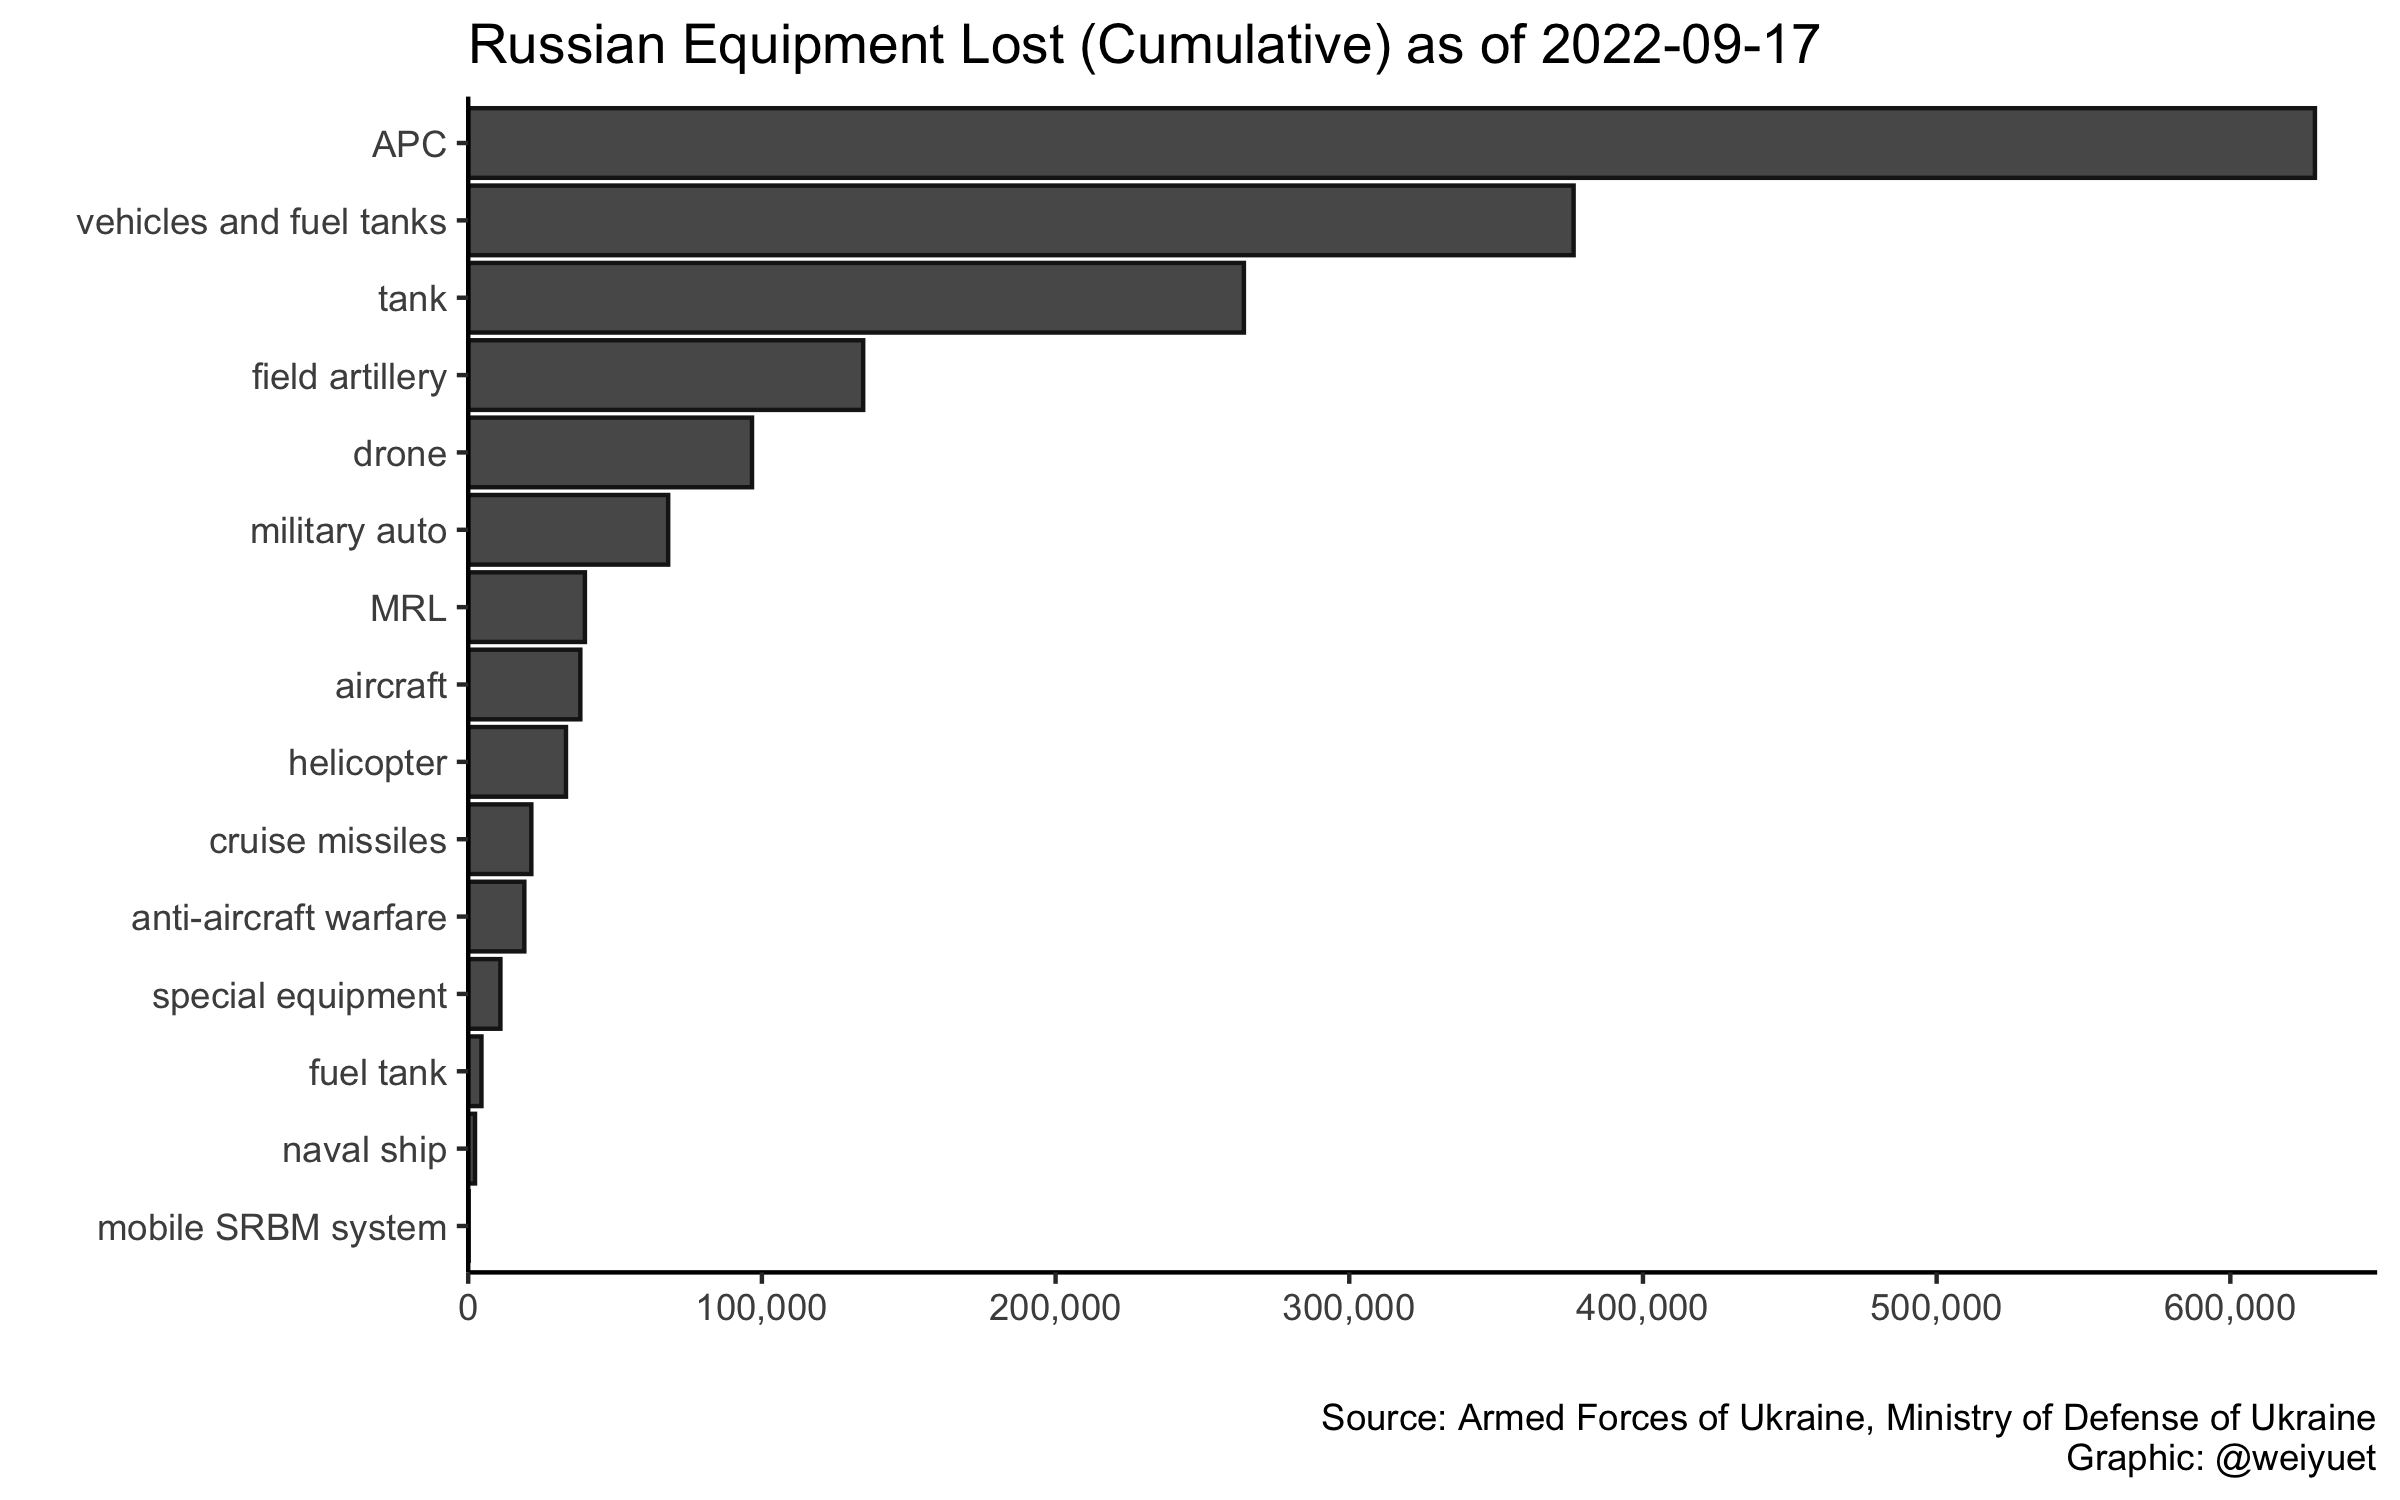 Russian Equipment Lost (Cumulative) as of 2022-09-17
APC
vehicles and fuel tanks
tank
field artillery
drone
military auto
MRL
aircraft
helicopter
cruise missiles
anti-aircraft warfare
special equipment
fuel tank
naval ship
mobile SRBM system
0 100,000 200,000 300,000 400,000 500,000 600,000
Source: Armed Forces of Ukraine, Ministry of Defense of Ukraine
Graphic: @weiyuet